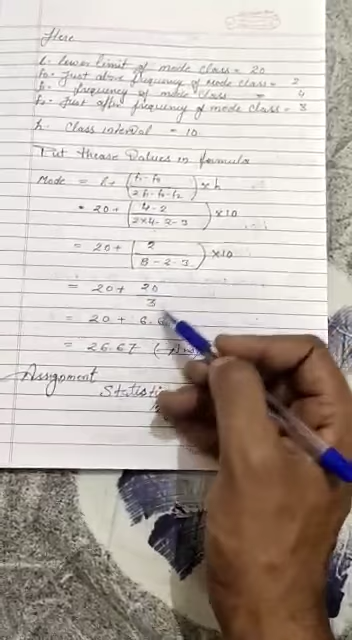 Here
l = lower limit of mode class = 20
f0 = Just above frequency of mode class = 2
f1 = frequency of mode class = 4
f2 = Just after frequency of mode class = 3
h = class interval = 10
Put these values in formula
Mode = l + (f1 - f0 / 2f1 - f0 - f2) × h
= 20 + (4 - 2 / 2×4 - 2 - 3) ×10
= 20 + (2 / 8 - 2 - 3) ×10
= 20 + 20 / 3
= 20 + 6.6
= 26.67 (Ans)
Assignment